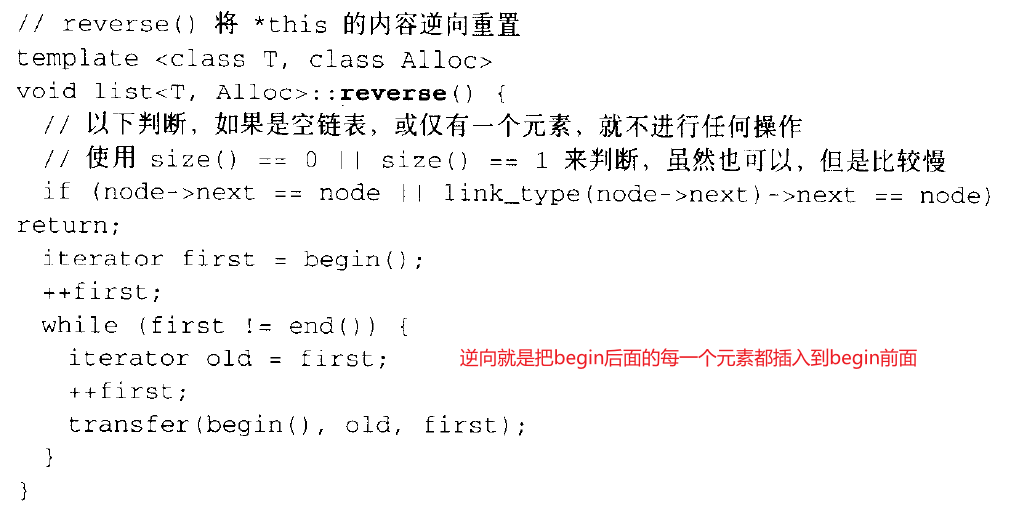 // reverse() 将 *this 的内容逆向重置
template <class T, class Alloc>
void list<T, Alloc>::reverse() {
// 以下判断，如果是空链表，或仅有一个元素，就不进行任何操作
// 使用 size() == 0 || size() == 1 来判断，虽然也可以，但是比较慢
if (node->next == node || link_type(node->next)->next == node)
return;
iterator first = begin();
++first;
while (first != end()) {
iterator old = first; 逆向就是把begin后面的每一个元素都插入到begin前面
++first;
transfer(begin(), old, first);
}
}